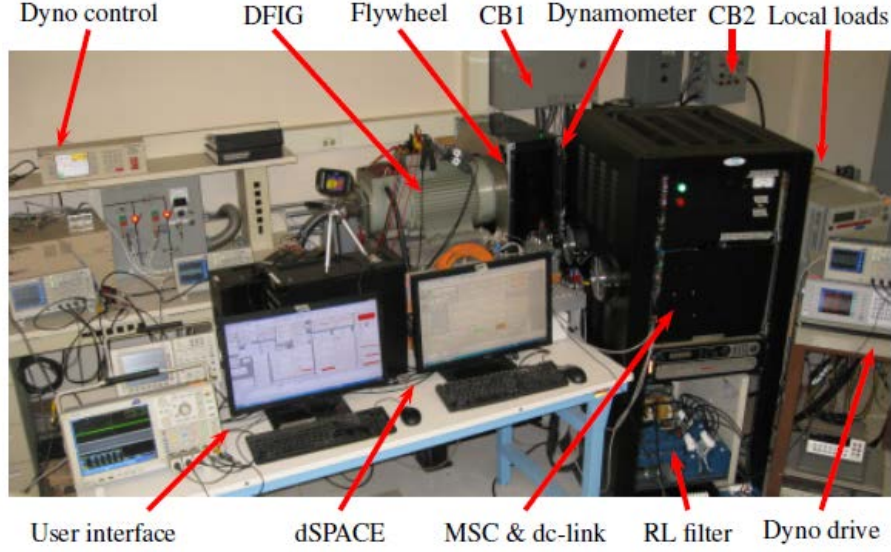 Dyno control DFIG Flywheel CB1 Dynamometer CB2 Local loads
User interface dSPACE MSC & dc-link RL filter Dyno drive